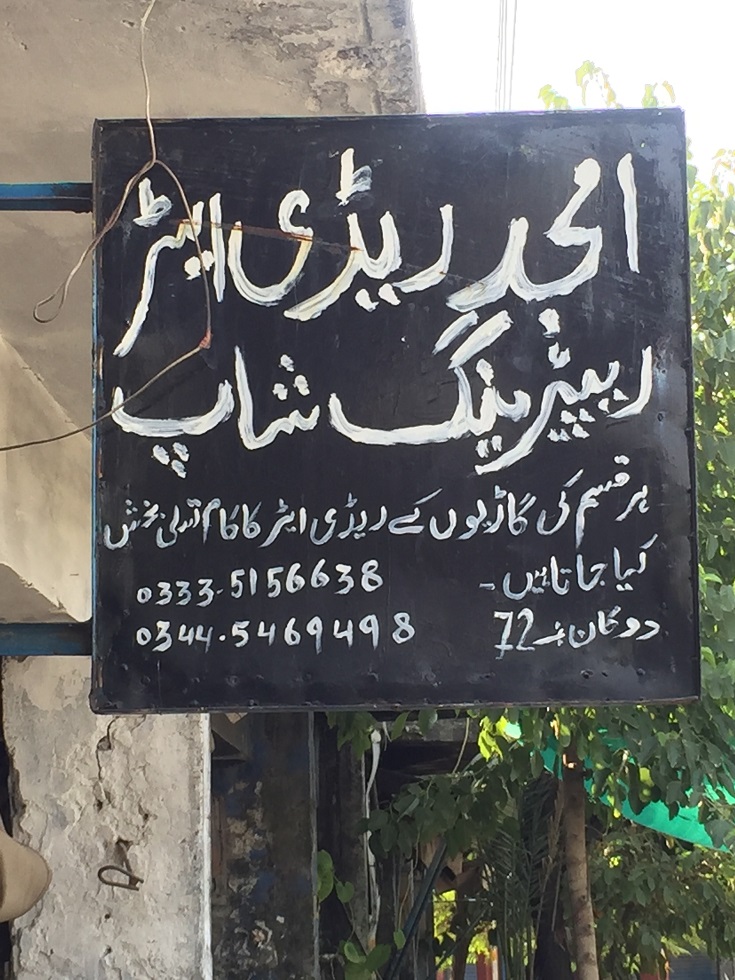 امجد ریڈی ایٹر
ریپئرینگ شاپ
ہر قسم کی گاڑیوں کے ریڈی ایٹر کا کام تسلی بخش
کیا جاتا ہیں۔ 0333-5156638
دوکان نمبر 72 0344-5469498